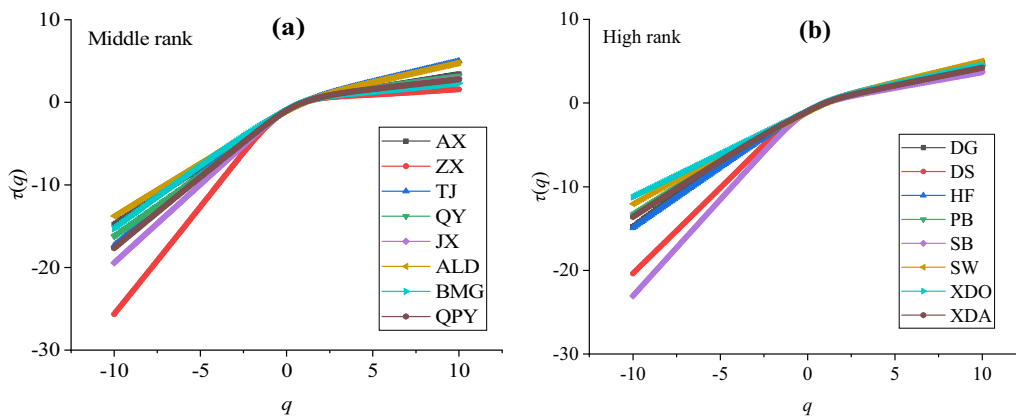 (a)
Middle rank
10
0
-10
-20
-30
τ(q)
-10
-5
0
5
10
q
AX
ZX
TJ
QY
JX
ALD
BMG
QPY
(b)
High rank
10
0
-10
-20
-30
τ(q)
-10
-5
0
5
10
q
DG
DS
HF
PB
SB
SW
XDO
XDA